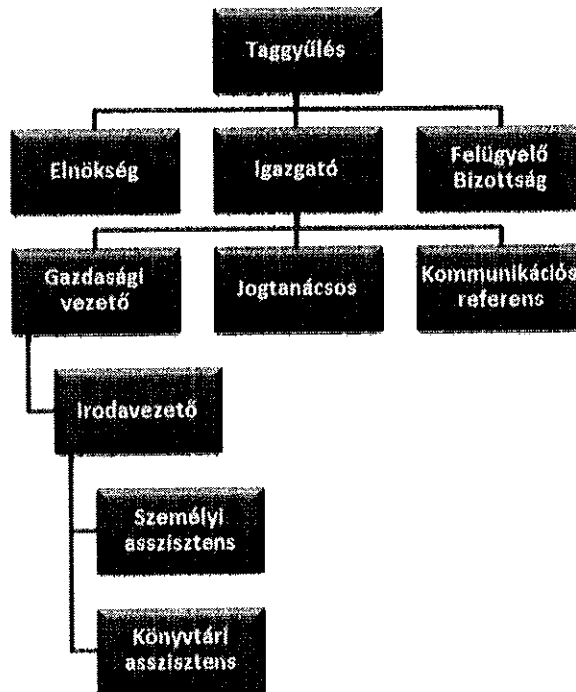 Taggyűlés
Elnökség
Igazgató
Felügyelő
Bizottság
Gazdasági
vezető
Jogtanácsos
Kommunikációs
referens
Irodavezető
Személyi
asszisztens
Könyvtári
asszisztens